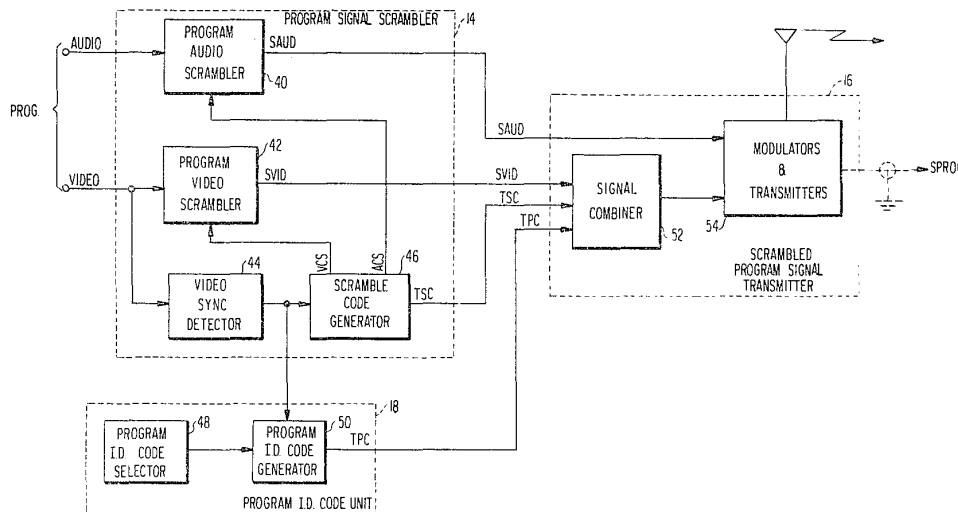 PROGRAM SIGNAL SCRAMBLER
14
AUDIO
PROGRAM
AUDIO
SCRAMBLER
40
SAUD
PROG.
VIDEO
42
PROGRAM
VIDEO
SCRAMBLER
SVID
VCS
ACS
44
VIDEO
SYNC
DETECTOR
46
SCRAMBLE
CODE
GENERATOR
TSC
16
SAUD
SVID
TSC
TPC
SIGNAL
COMBINER
52
MODULATORS
&
TRANSMITTERS
54
SPROG
SCRAMBLED
PROGRAM SIGNAL
TRANSMITTER
18
48
PROGRAM
I.D. CODE
SELECTOR
50
PROGRAM
I.D. CODE
GENERATOR
TPC
PROGRAM I.D. CODE UNIT